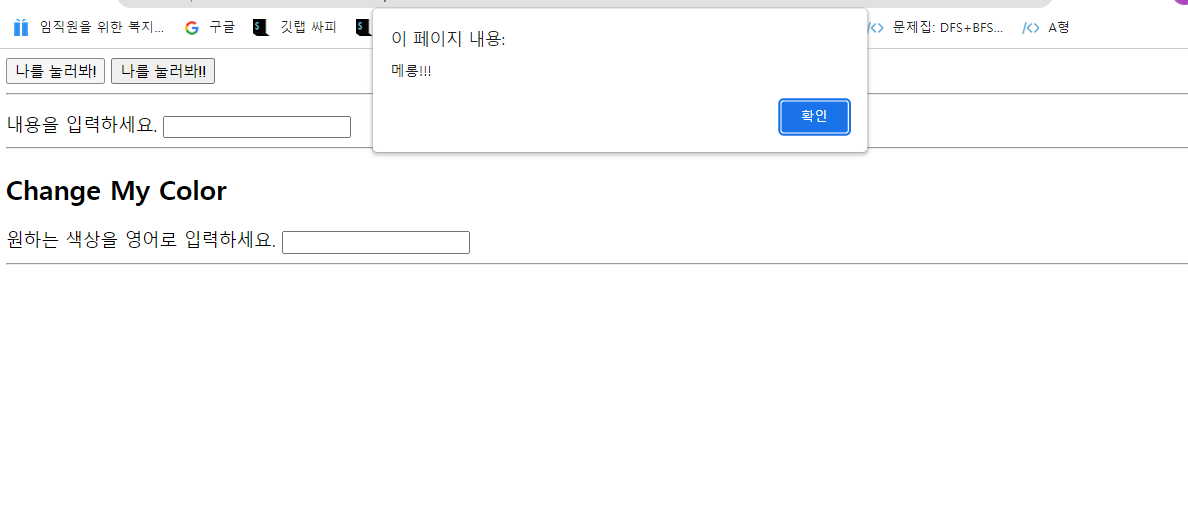 임직원을 위한 복지... 구글 깃랩 싸피 문제집: DFS+BFS... A형
이 페이지 내용:
메롱!!!
확인
나를 눌러봐! 나를 눌러봐!!
내용을 입력하세요.
Change My Color
원하는 색상을 영어로 입력하세요.